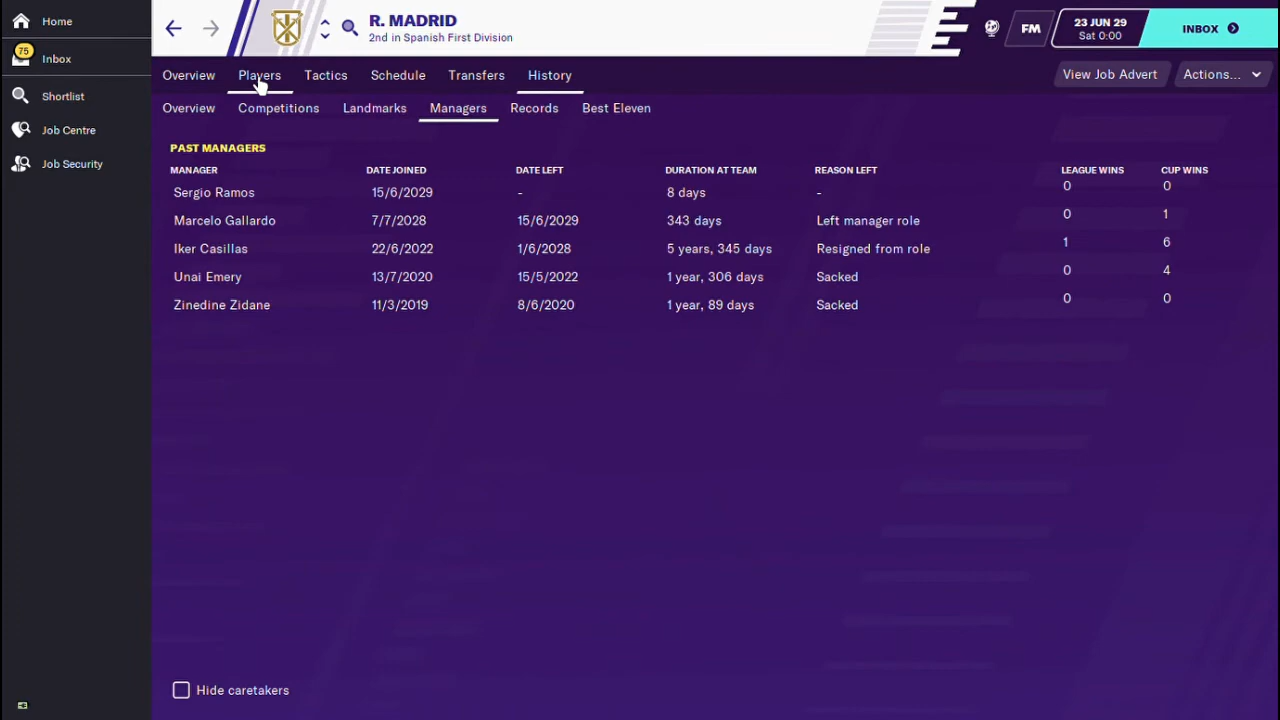 Home
75
Inbox
Shortlist
Job Centre
Job Security
R. MADRID
2nd in Spanish First Division
FM
23 JUN 29
Sat 0:00
INBOX
Overview Players Tactics Schedule Transfers History
View Job Advert Actions...
Overview Competitions Landmarks Managers Records Best Eleven
PAST MANAGERS
MANAGER DATE JOINED DATE LEFT DURATION AT TEAM REASON LEFT LEAGUE WINS CUP WINS
Sergio Ramos 15/6/2029 - 8 days - 0 0
Marcelo Gallardo 7/7/2028 15/6/2029 343 days Left manager role 0 1
Iker Casillas 22/6/2022 1/6/2028 5 years, 345 days Resigned from role 1 6
Unai Emery 13/7/2020 15/5/2022 1 year, 306 days Sacked 0 4
Zinedine Zidane 11/3/2019 8/6/2020 1 year, 89 days Sacked 0 0
Hide caretakers